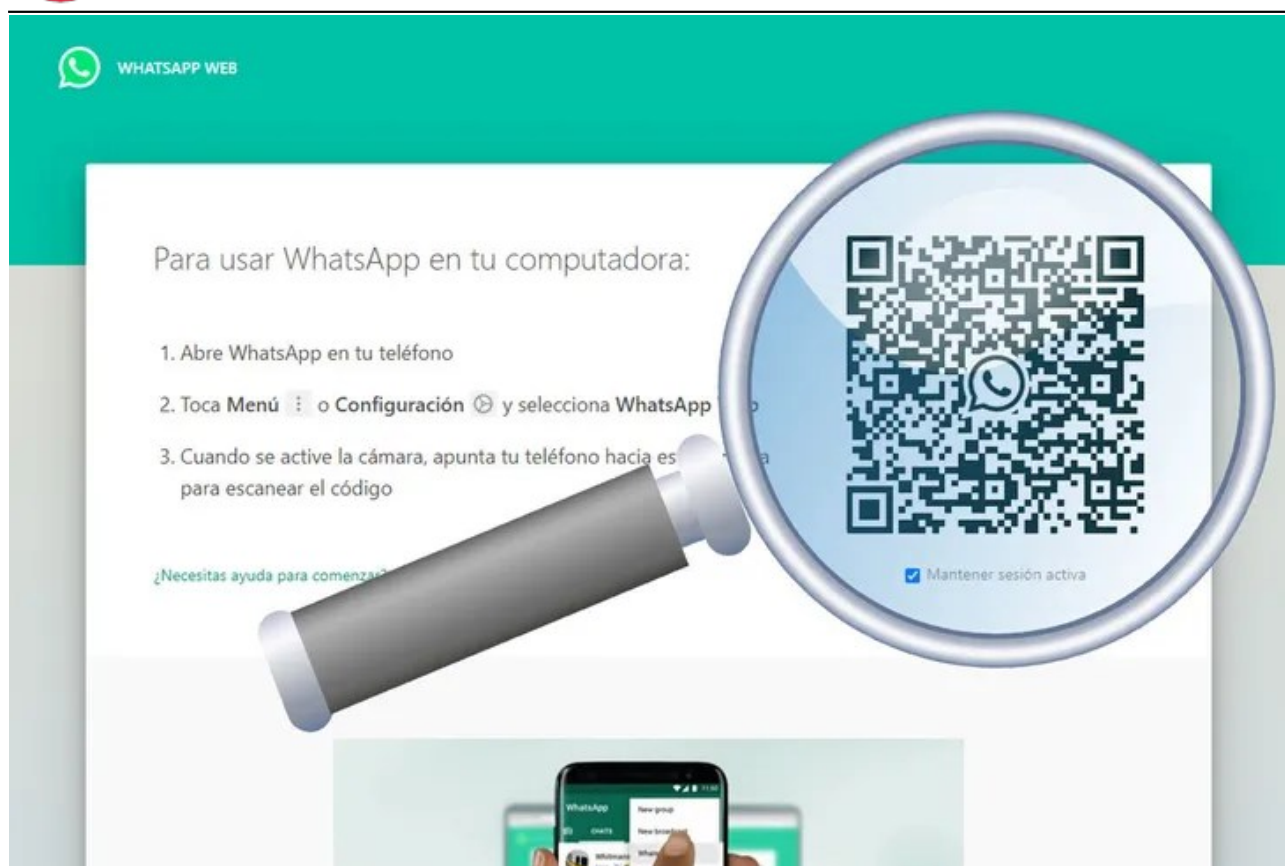 WHATSAPP WEB
Para usar WhatsApp en tu computadora:
1. Abre WhatsApp en tu teléfono
2. Toca Menú o Configuración y selecciona WhatsApp
3. Cuando se active la cámara, apunta tu teléfono hacia
para escanear el código
¿Necesitas ayuda para comenzar?
Mantener sesión activa
WhatsApp
New group
CHATS
New broadcast